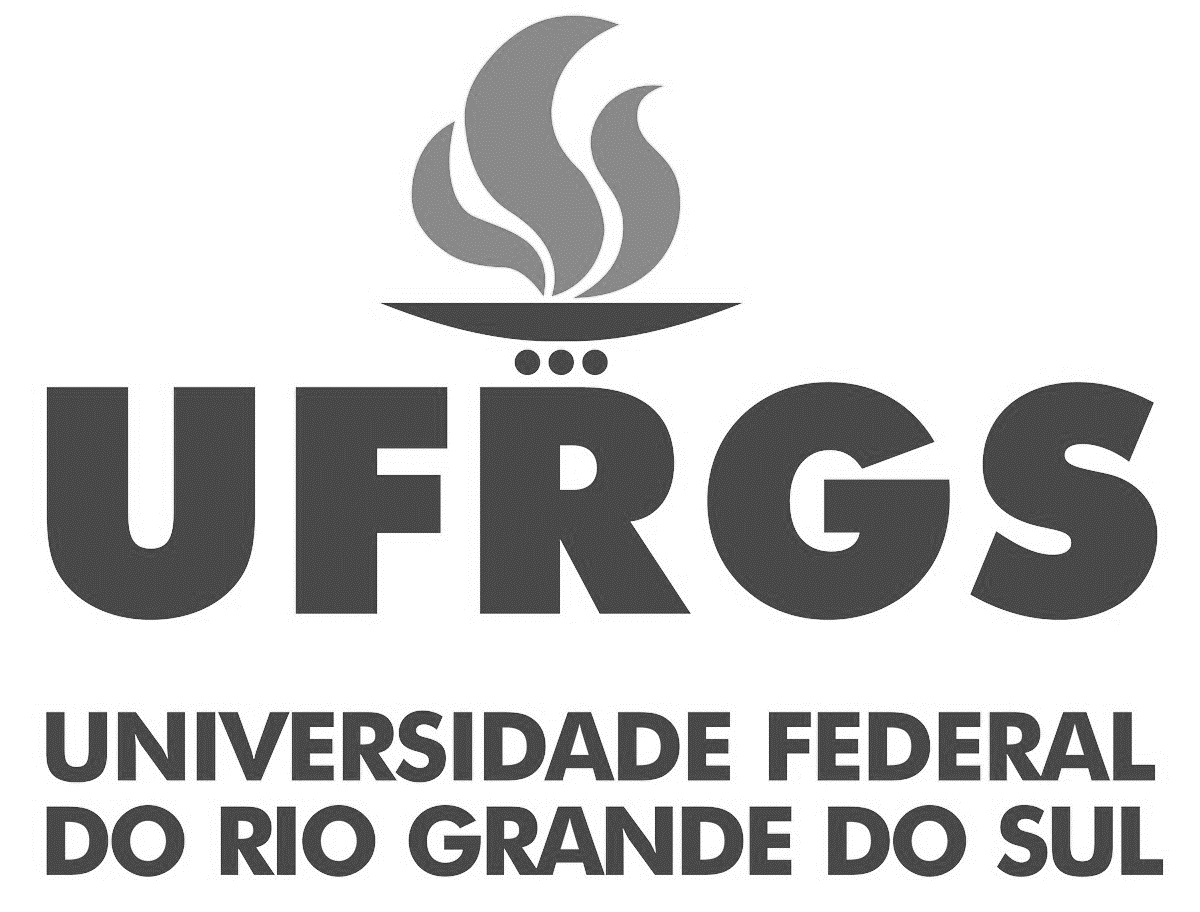 UFRGS
UNIVERSIDADE FEDERAL
DO RIO GRANDE DO SUL